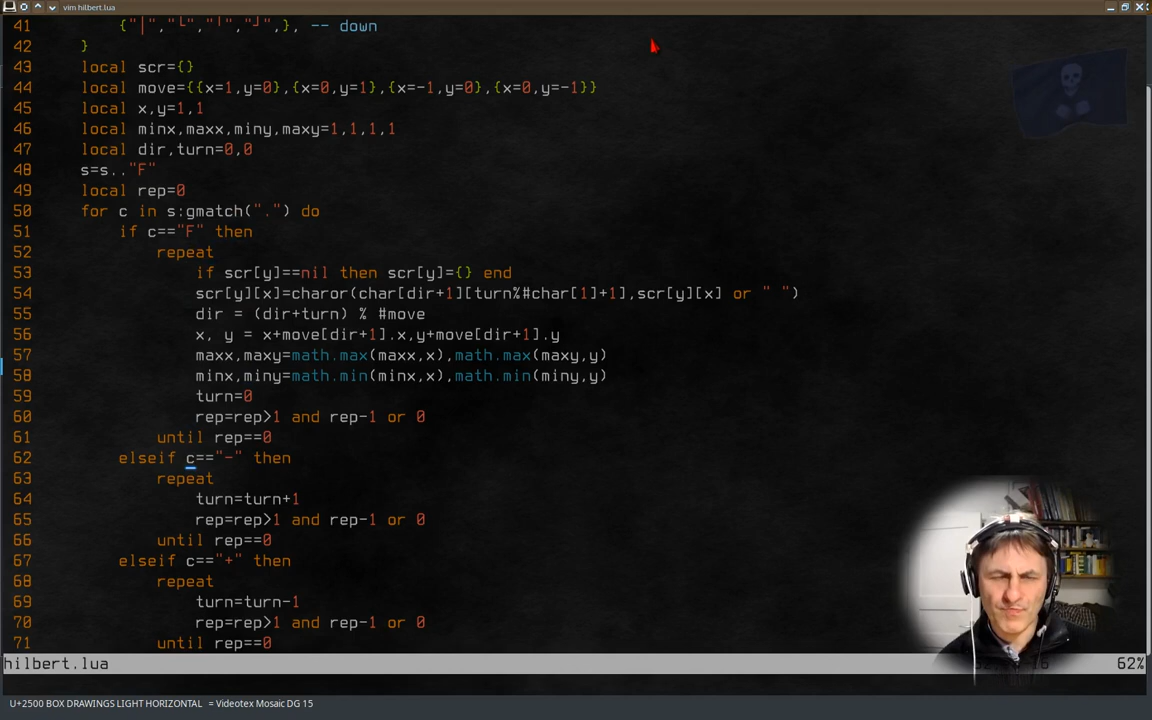 vim hilbert.lua
41 {"│","└","╵","┘",}, -- down
42 }
43 local scr={}
44 local move={{x=1,y=0},{x=0,y=1},{x=-1,y=0},{x=0,y=-1}}
45 local x,y=1,1
46 local minx,maxx,miny,maxy=1,1,1,1
47 local dir,turn=0,0
48 s=s.."F"
49 local rep=0
50 for c in s:gmatch(".") do
51 if c=="F" then
52 repeat
53 if scr[y]==nil then scr[y]={} end
54 scr[y][x]=charor(char[dir+1][turn%#char[1]+1],scr[y][x] or " ")
55 dir = (dir+turn) % #move
56 x, y = x+move[dir+1].x,y+move[dir+1].y
57 maxx,maxy=math.max(maxx,x),math.max(maxy,y)
58 minx,miny=math.min(minx,x),math.min(miny,y)
59 turn=0
60 rep=rep>1 and rep-1 or 0
61 until rep==0
62 elseif c=="-" then
63 repeat
64 turn=turn+1
65 rep=rep>1 and rep-1 or 0
66 until rep==0
67 elseif c=="+" then
68 repeat
69 turn=turn-1
70 rep=rep>1 and rep-1 or 0
71 until rep==0
hilbert.lua 62%
U+2500 BOX DRAWINGS LIGHT HORIZONTAL = Videotex Mosaic DG 15